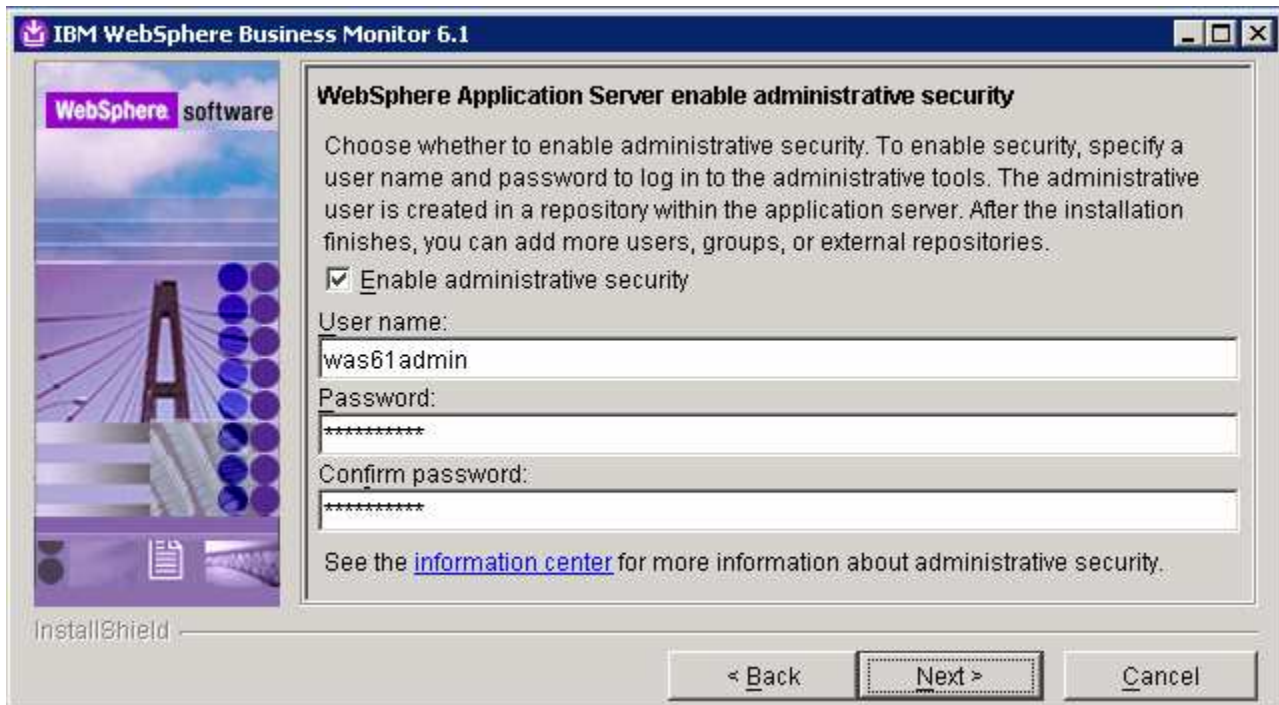 IBM WebSphere Business Monitor 6.1
WebSphere software
WebSphere Application Server enable administrative security
Choose whether to enable administrative security. To enable security, specify a
user name and password to log in to the administrative tools. The administrative
user is created in a repository within the application server. After the installation
finishes, you can add more users, groups, or external repositories.
Enable administrative security
User name:
was61admin
Password:
**********
Confirm password:
**********
See the information center for more information about administrative security.
InstallShield
< Back
Next >
Cancel